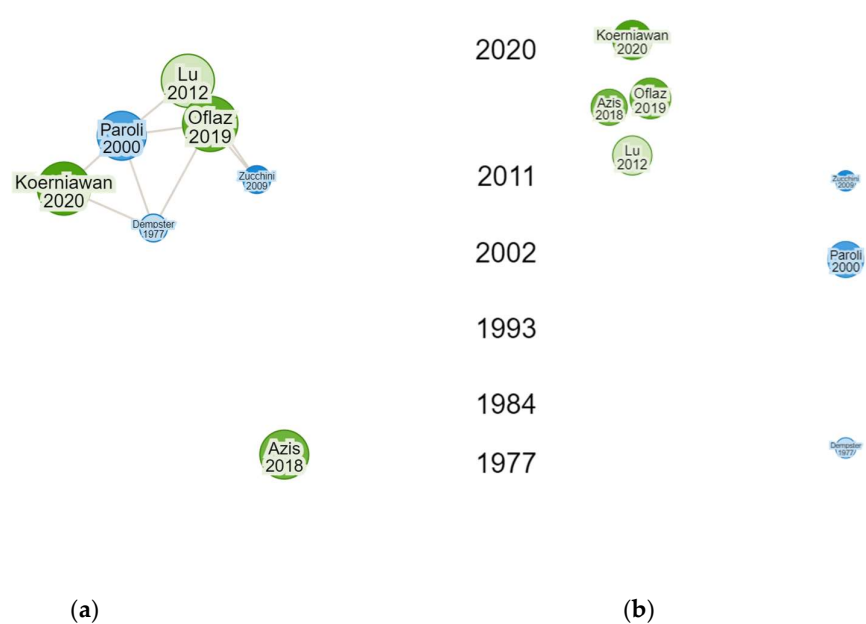 Lu
2012
Oflaz
2019
Paroli
2000
Zucchini
2009
Koerniawan
2020
Dempster
1977
Azis
2018
(a)
2020
2011
2002
1993
1984
1977
Koerniawan
2020
Oflaz
2019
Azis
2018
Lu
2012
Zucchini
2009
Paroli
2000
Dempster
1977
(b)